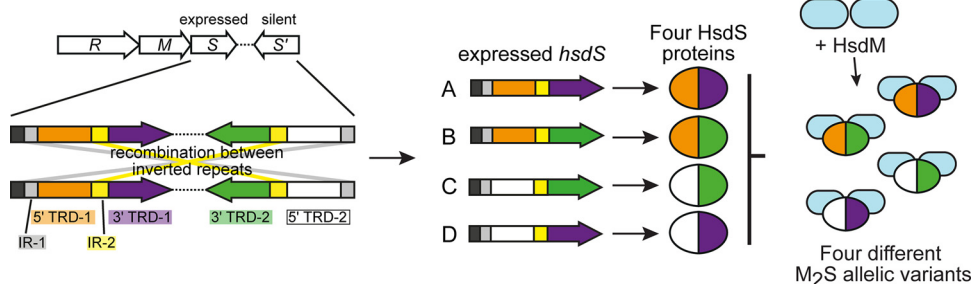 expressed silent
R M S S'
recombination between
inverted repeats
5' TRD-1 3' TRD-1 3' TRD-2 5' TRD-2
IR-1 IR-2
expressed hsdS
A
B
C
D
Four HsdS
proteins
+ HsdM
Four different
M2S allelic variants